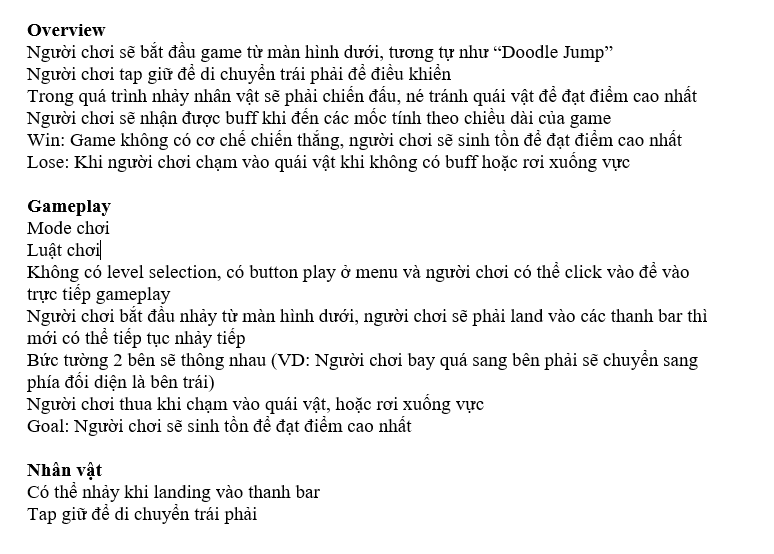 Overview
Người chơi sẽ bắt đầu game từ màn hình dưới, tương tự như “Doodle Jump”
Người chơi tap giữ để di chuyển trái phải để điều khiển
Trong quá trình nhảy nhân vật sẽ phải chiến đấu, né tránh quái vật để đạt điểm cao nhất
Người chơi sẽ nhận được buff khi đến các mốc tính theo chiều dài của game
Win: Game không có cơ chế chiến thắng, người chơi sẽ sinh tồn để đạt điểm cao nhất
Lose: Khi người chơi chạm vào quái vật khi không có buff hoặc rơi xuống vực
Gameplay
Mode chơi
Luật chơi
Không có level selection, có button play ở menu và người chơi có thể click vào để vào
trực tiếp gameplay
Người chơi bắt đầu nhảy từ màn hình dưới, người chơi sẽ phải land vào các thanh bar thì
mới có thể tiếp tục nhảy tiếp
Bức tường 2 bên sẽ thông nhau (VD: Người chơi bay quá sang bên phải sẽ chuyển sang
phía đối diện là bên trái)
Người chơi thua khi chạm vào quái vật, hoặc rơi xuống vực
Goal: Người chơi sẽ sinh tồn để đạt điểm cao nhất
Nhân vật
Có thể nhảy khi landing vào thanh bar
Tap giữ để di chuyển trái phải